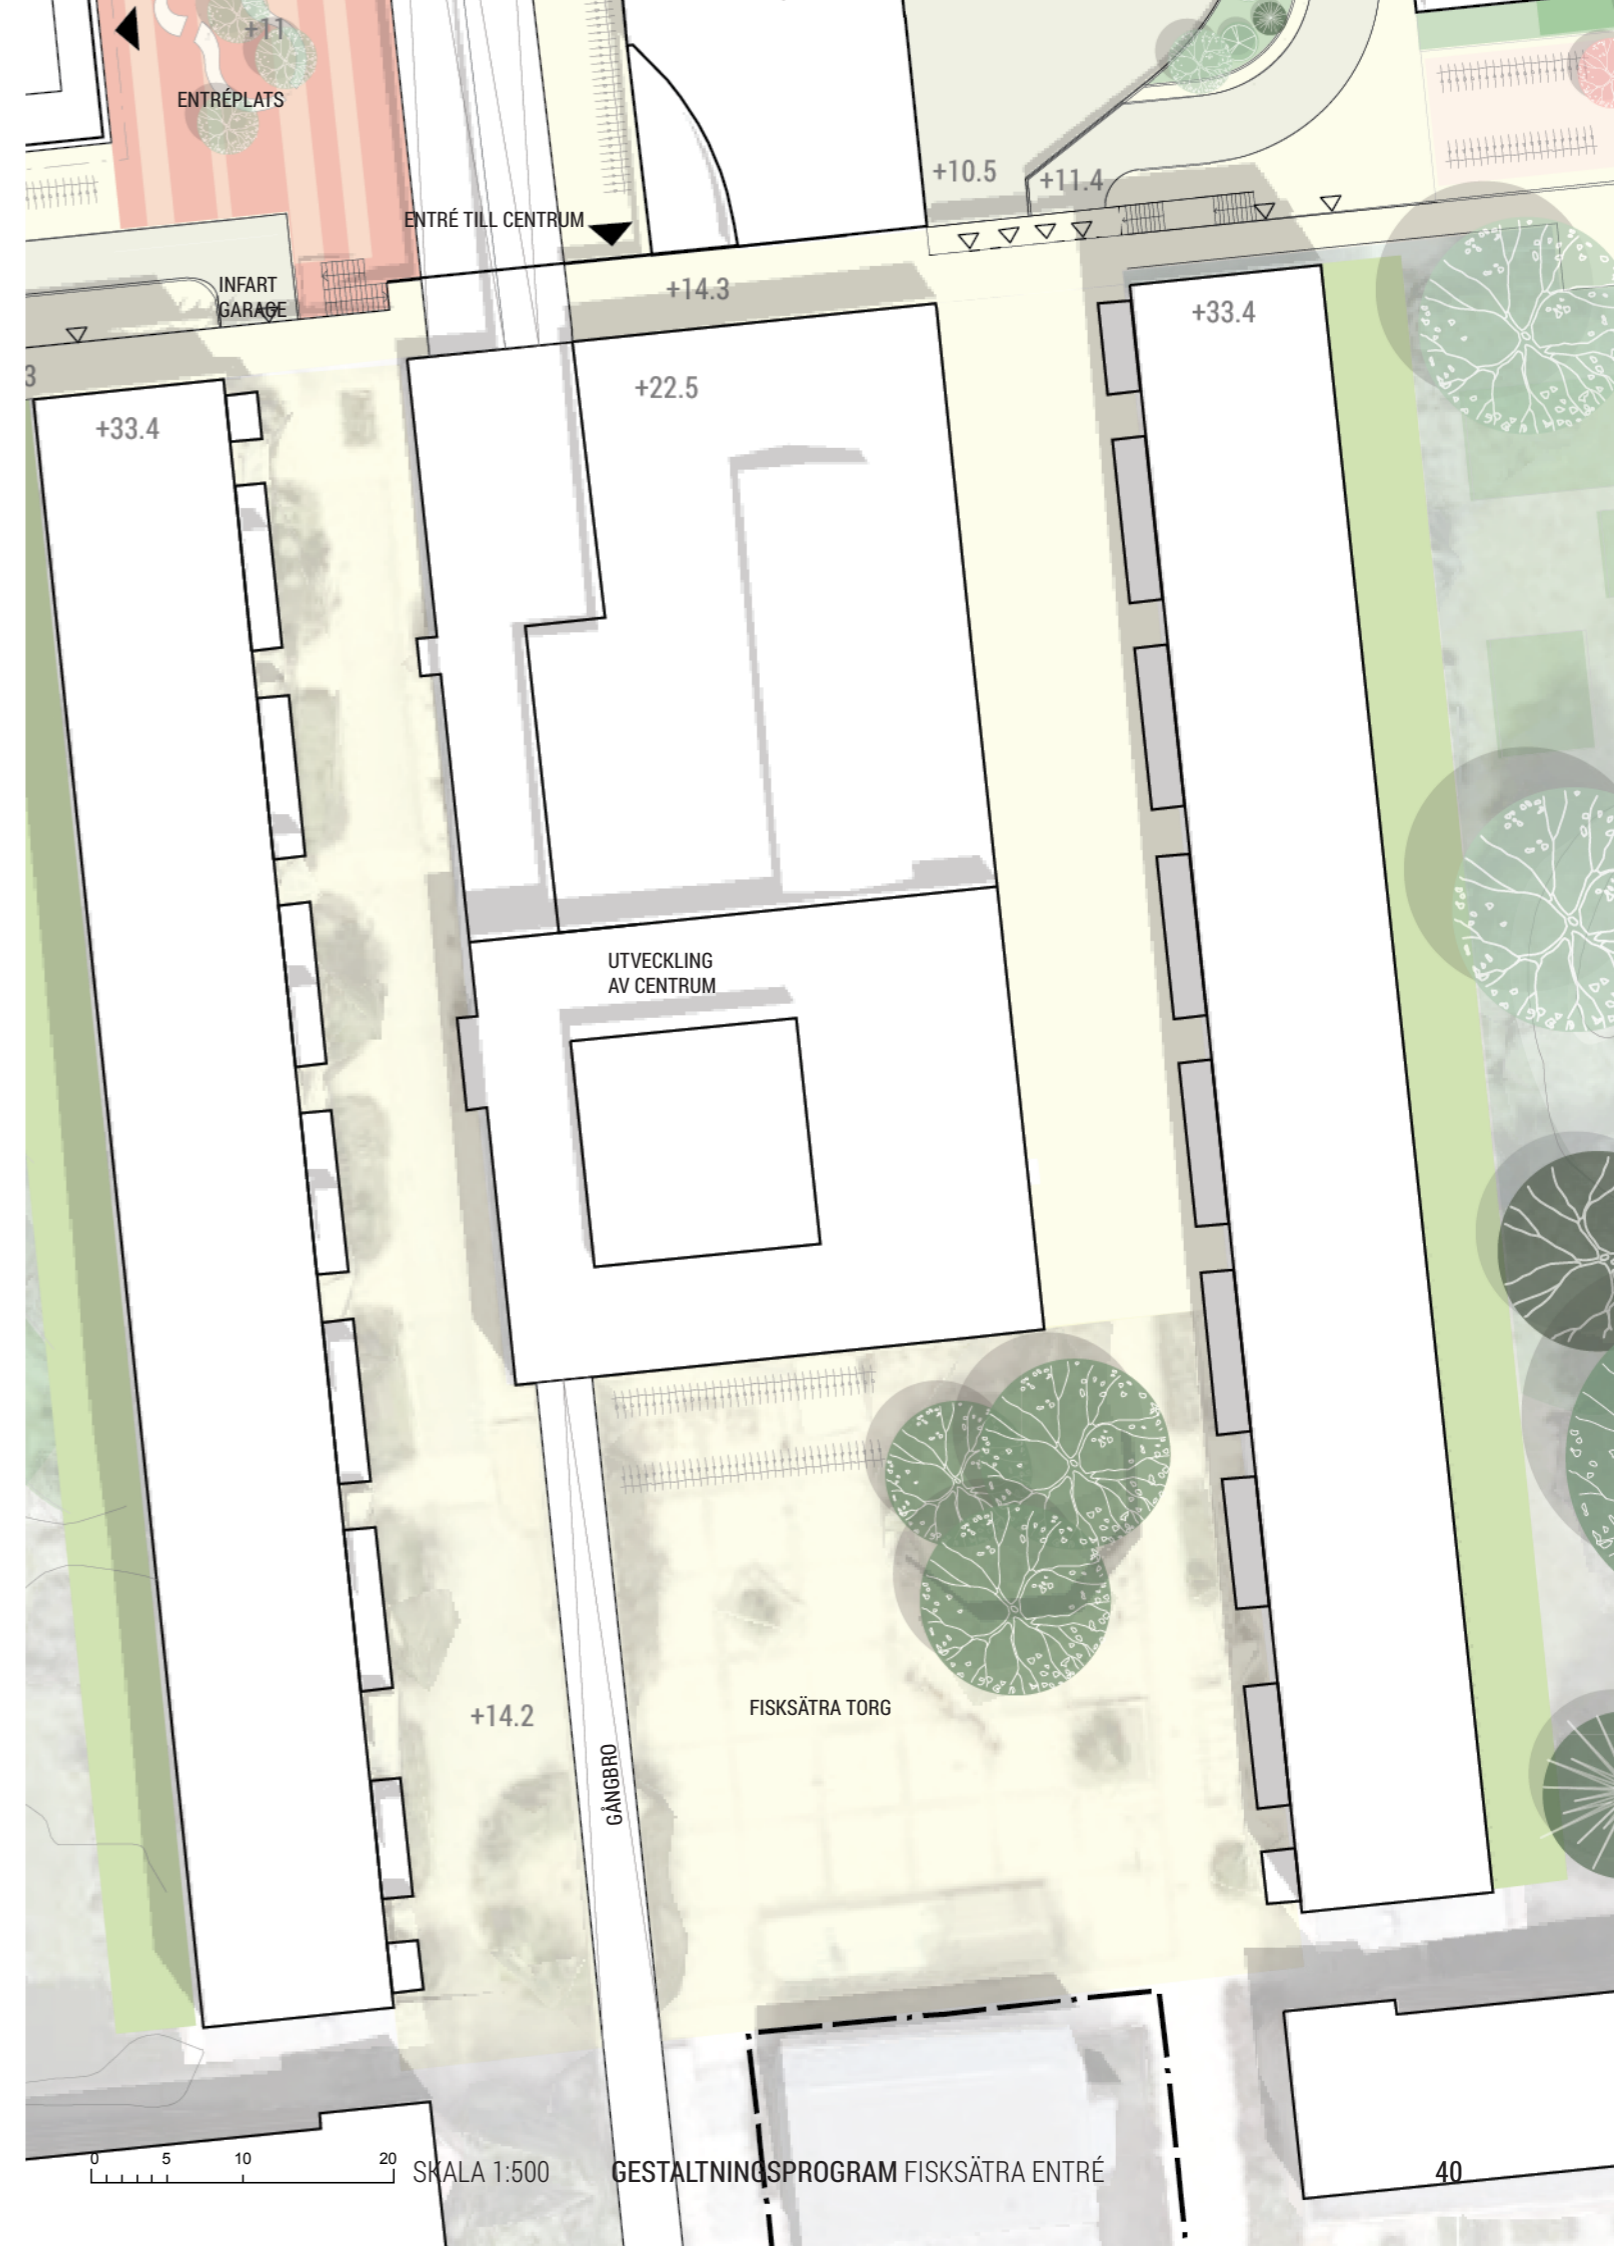 +11
ENTRÉPLATS
+10.5
+11.4
ENTRÉ TILL CENTRUM
INFART
GARAGE
+14.3
+33.4
3
+22.5
+33.4
UTVECKLING
AV CENTRUM
FISKSÄTRA TORG
+14.2
GÅNGBRO
0 5 10 20
SKALA 1:500
GESTALTNINGSPROGRAM FISKSÄTRA ENTRÉ
40